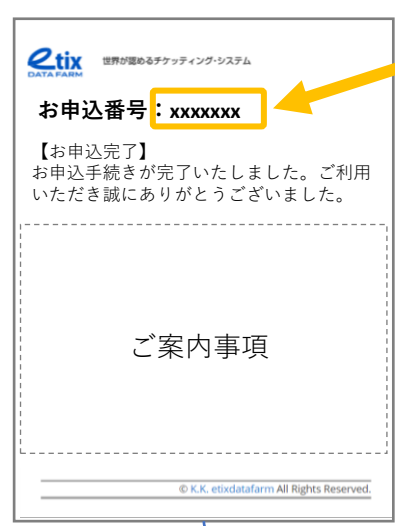 etix
DATA FARM
世界が認めるチケッティング・システム
お申込番号：xxxxxxx
【お申込完了】
お申込手続きが完了いたしました。ご利用
いただき誠にありがとうございました。
ご案内事項
© K.K. etixdatafarm All Rights Reserved.